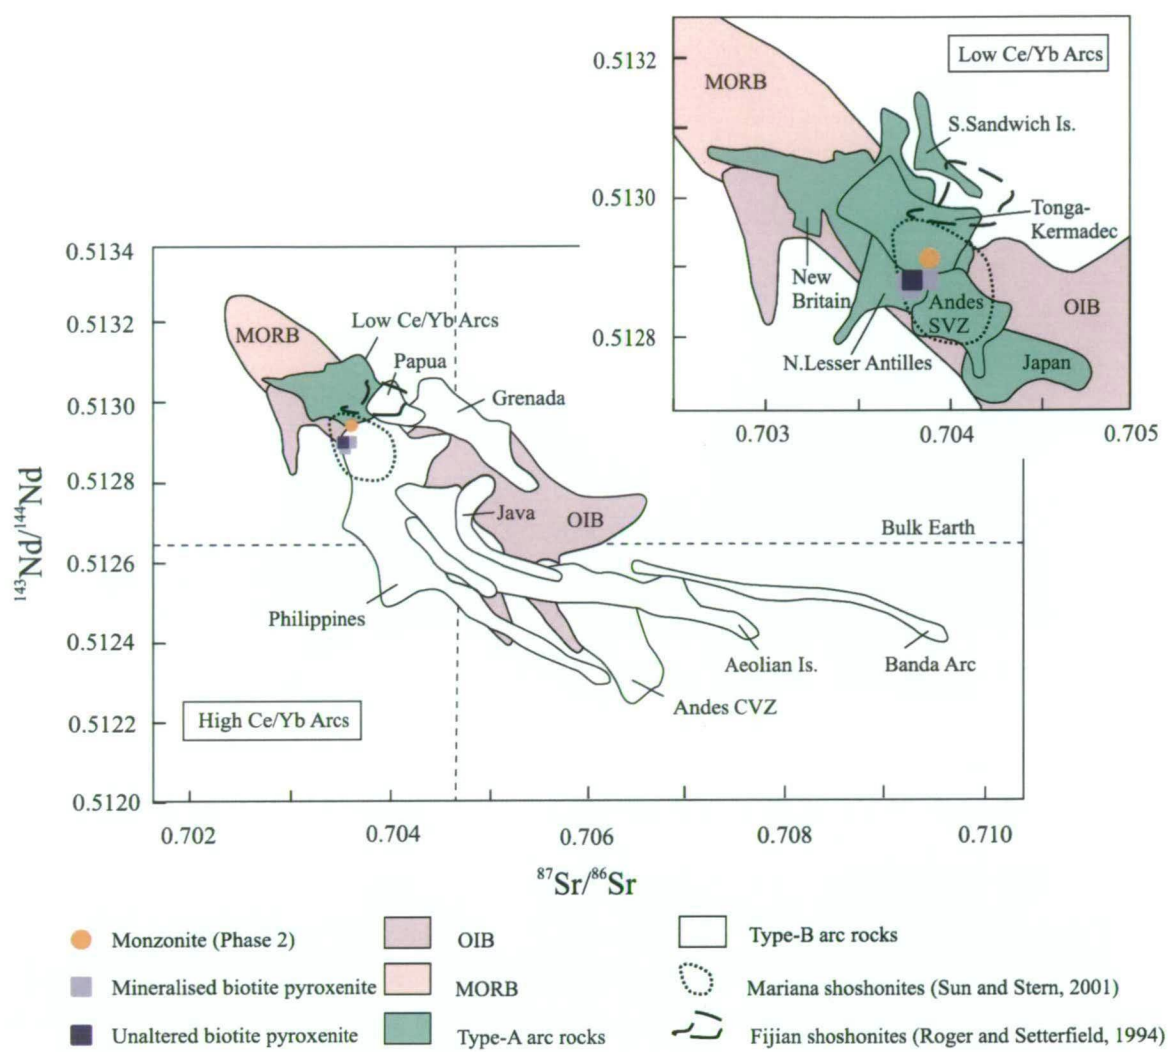 Low Ce/Yb Arcs
0.5132
MORB
S.Sandwich Is.
0.5130
Tonga-
Kermadec
New
Britain
Andes
SVZ
OIB
0.5128
N.Lesser Antilles
Japan
0.703
0.704
0.705
0.5134
0.5132
MORB
Low Ce/Yb Arcs
Papua
Grenada
0.5130
0.5128
Java
OIB
Bulk Earth
0.5126
Philippines
0.5124
Aeolian Is.
Banda Arc
Andes CVZ
0.5122
High Ce/Yb Arcs
0.5120
¹⁴³Nd/¹⁴⁴Nd
0.702
0.704
0.706
0.708
0.710
⁸⁷Sr/⁸⁶Sr
Monzonite (Phase 2)
OIB
Type-B arc rocks
Mineralised biotite pyroxenite
MORB
Mariana shoshonites (Sun and Stern, 2001)
Unaltered biotite pyroxenite
Type-A arc rocks
Fijian shoshonites (Roger and Setterfield, 1994)